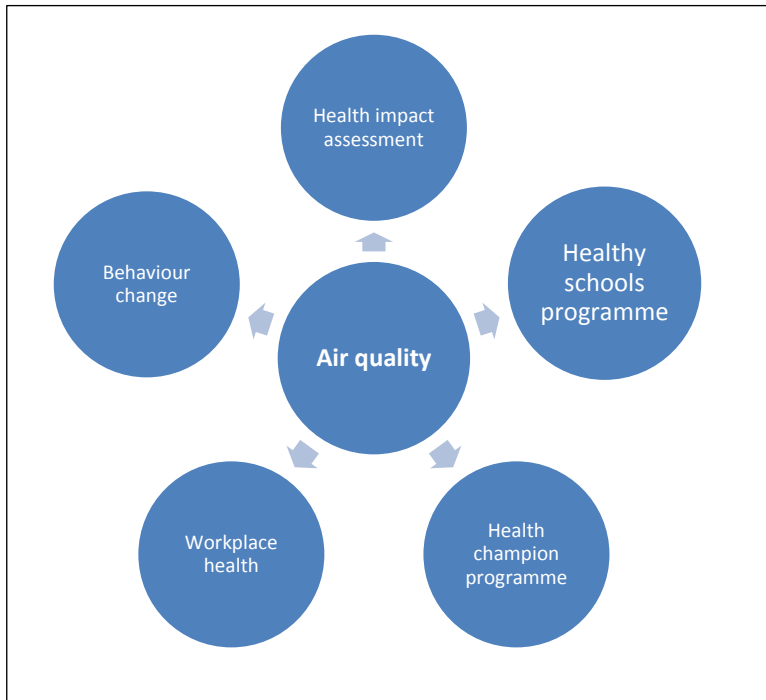 Health impact
assessment
Healthy
schools
programme
Behaviour
change
Air quality
Workplace
health
Health
champion
programme